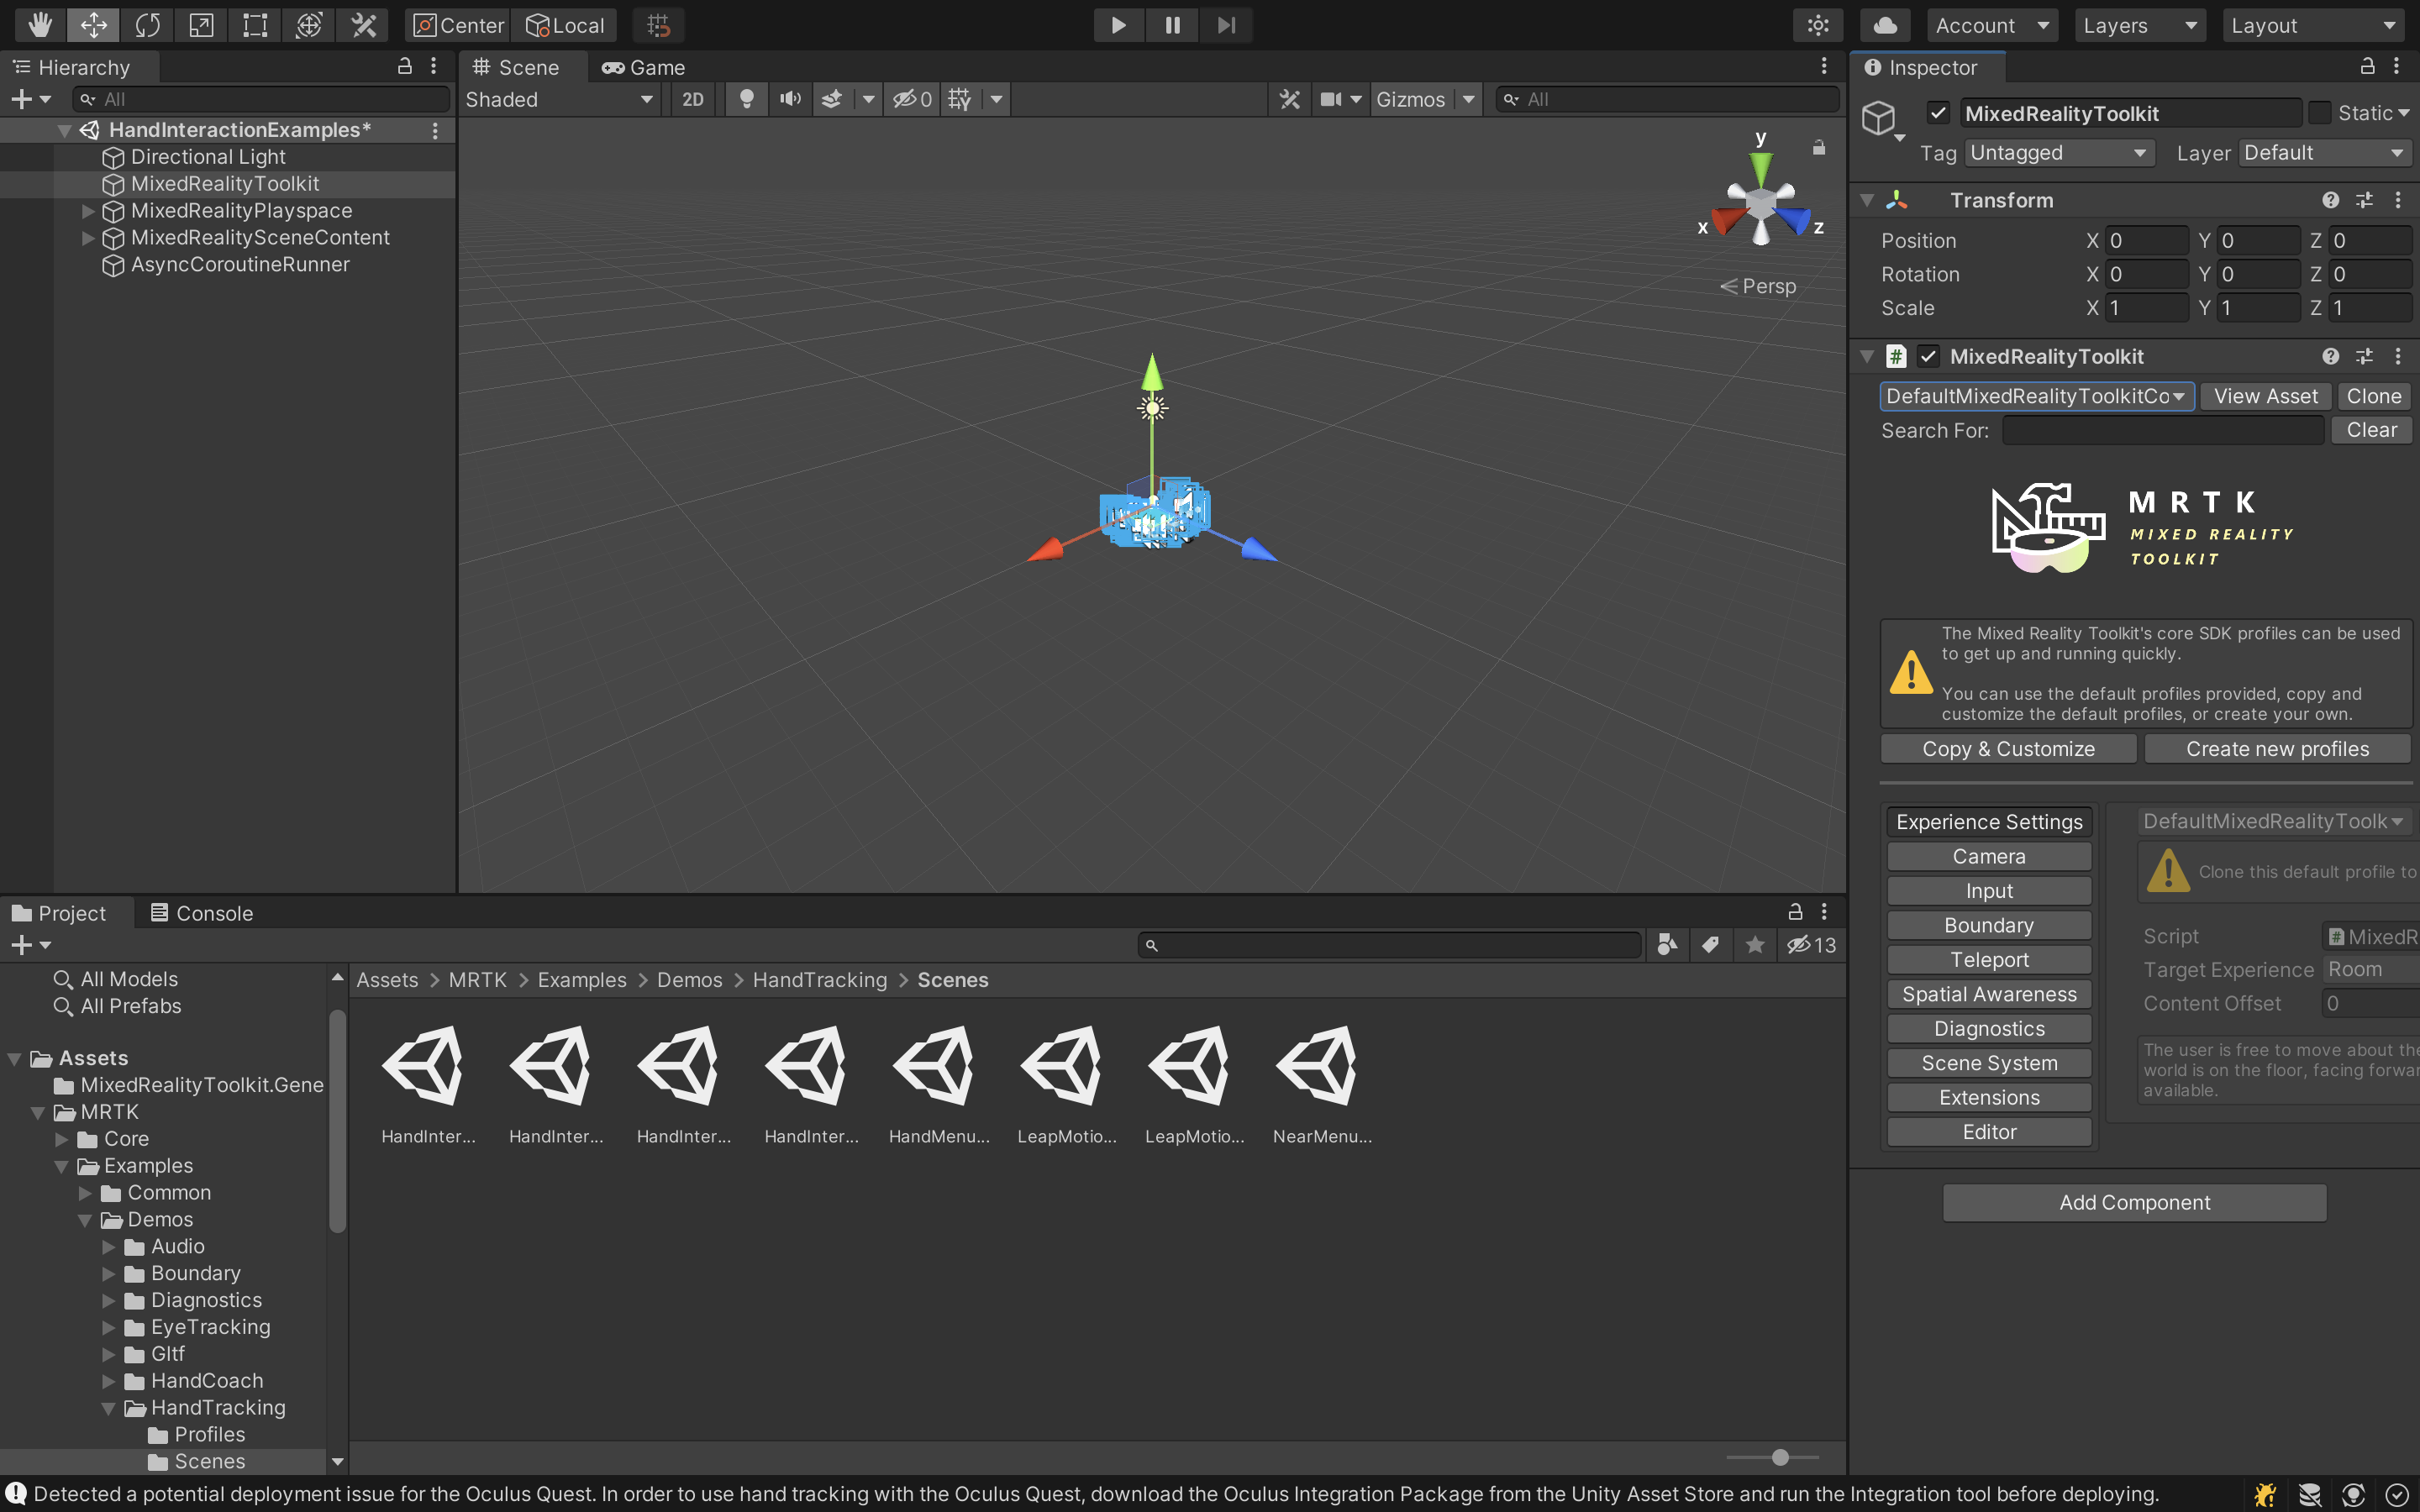 Center Local Account Layers Layout
Hierarchy
All
HandInteractionExamples*
Directional Light
MixedRealityToolkit
MixedRealityPlayspace
MixedRealitySceneContent
AsyncCoroutineRunner
Scene Game
Shaded 2D 0 Gizmos All
y
x z
Persp
Inspector
MixedRealityToolkit Static
Tag Untagged Layer Default
Transform
Position X 0 Y 0 Z 0
Rotation X 0 Y 0 Z 0
Scale X 1 Y 1 Z 1
# MixedRealityToolkit
DefaultMixedRealityToolkitCo View Asset Clone
Search For: Clear
MRTK
MIXED REALITY
TOOLKIT
The Mixed Reality Toolkit's core SDK profiles can be used
to get up and running quickly.
You can use the default profiles provided, copy and
customize the default profiles, or create your own.
Copy & Customize Create new profiles
Experience Settings
Camera
Input
Boundary
Teleport
Spatial Awareness
Diagnostics
Scene System
Extensions
Editor
DefaultMixedRealityToolk
Clone this default profile to
Script # MixedR
Target Experience Room
Content Offset 0
The user is free to move about the
world is on the floor, facing forwar
available.
Add Component
Project Console
13
All Models
All Prefabs
Assets
MixedRealityToolkit.Gene
MRTK
Core
Examples
Common
Demos
Audio
Boundary
Diagnostics
EyeTracking
Gltf
HandCoach
HandTracking
Profiles
Scenes
Assets > MRTK > Examples > Demos > HandTracking > Scenes
HandInter... HandInter... HandInter... HandInter... HandMenu... LeapMotio... LeapMotio... NearMenu...
Detected a potential deployment issue for the Oculus Quest. In order to use hand tracking with the Oculus Quest, download the Oculus Integration Package from the Unity Asset Store and run the Integration tool before deploying.